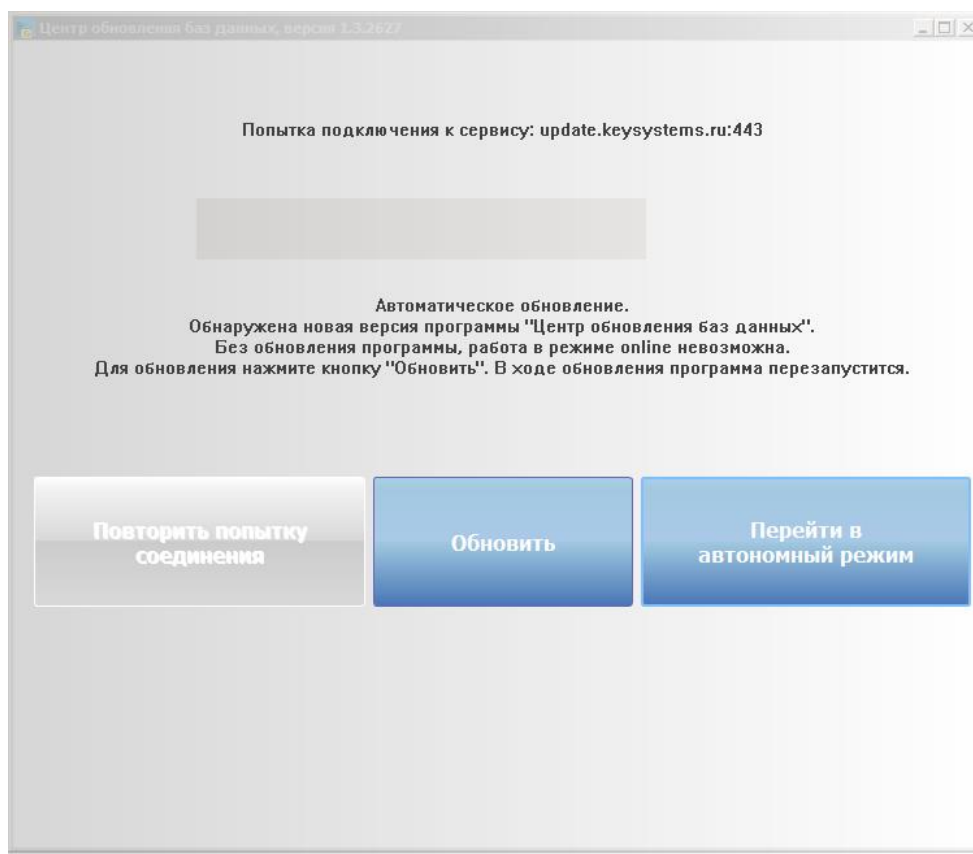 Центр обновления баз данных, версия 1.3.2627
Попытка подключения к сервису: update.keysystems.ru:443
Автоматическое обновление.
Обнаружена новая версия программы "Центр обновления баз данных".
Без обновления программы, работа в режиме online невозможна.
Для обновления нажмите кнопку "Обновить". В ходе обновления программа перезапустится.
Повторить попытку
соединения
Обновить
Перейти в
автономный режим